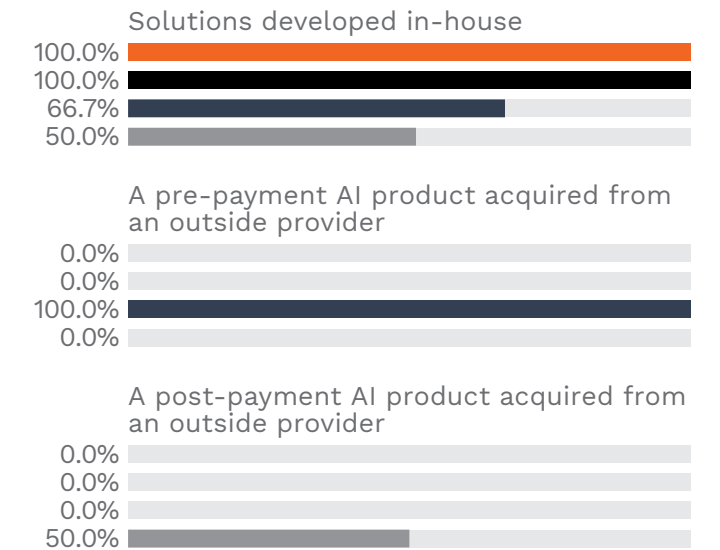 Solutions developed in-house
100.0%
100.0%
66.7%
50.0%
A pre-payment AI product acquired from
an outside provider
0.0%
0.0%
100.0%
0.0%
A post-payment AI product acquired from
an outside provider
0.0%
0.0%
0.0%
50.0%